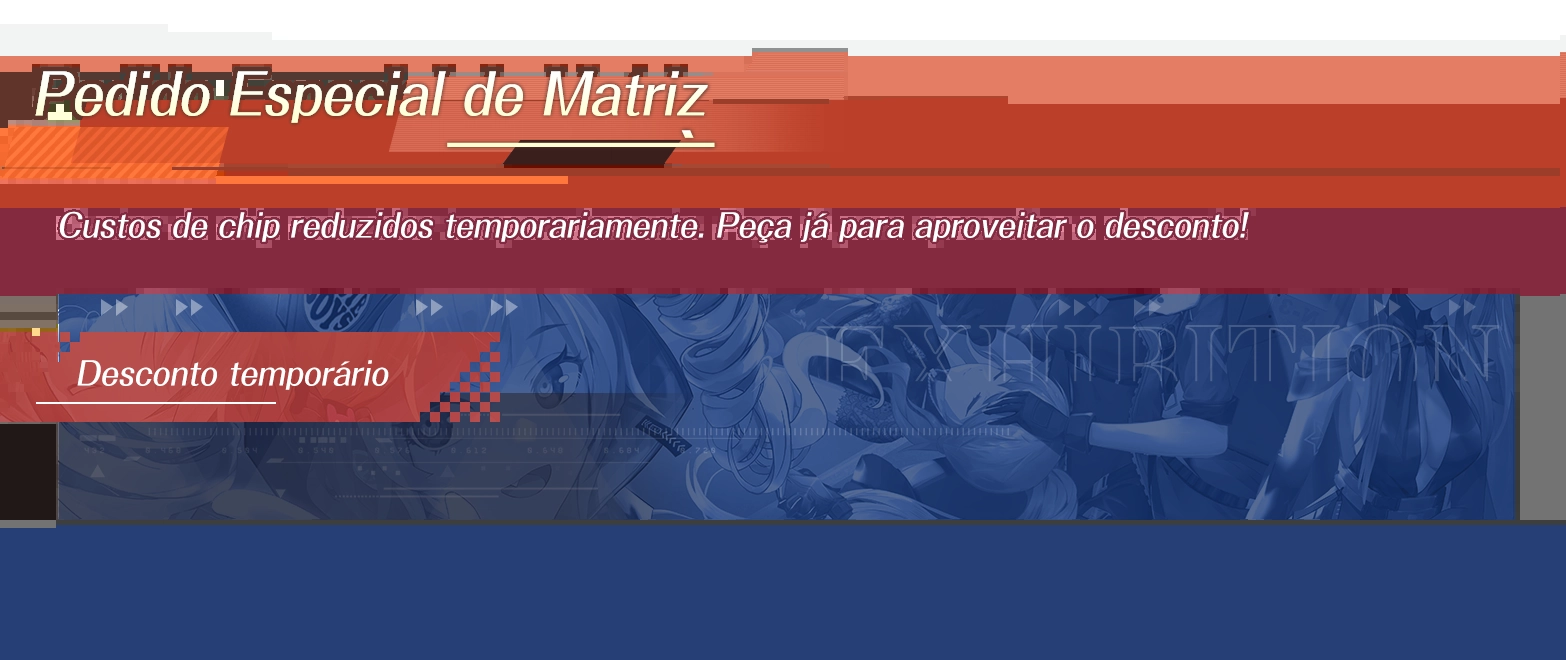 Pedido Especial de Matriz
Custos de chip reduzidos temporariamente. Peça já para aproveitar o desconto!
EXHIBITION
Desconto temporário